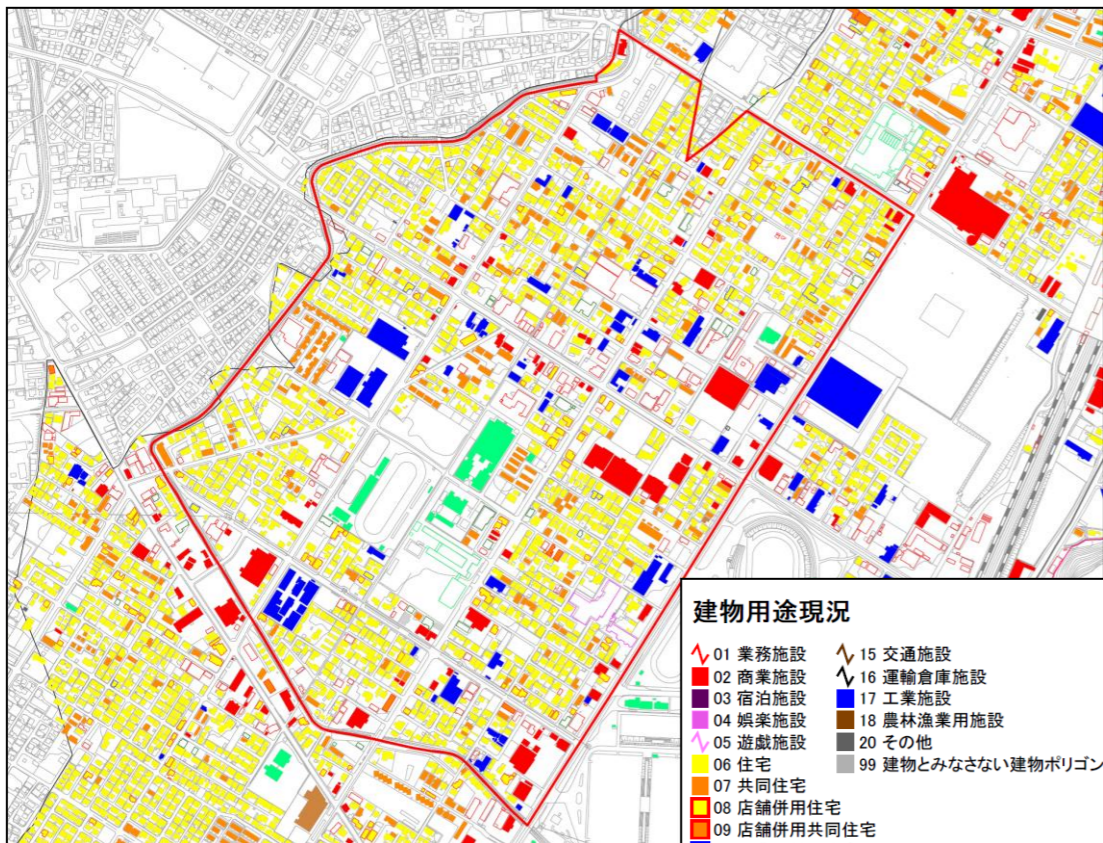 建物用途現況
01 業務施設
02 商業施設
03 宿泊施設
04 娯楽施設
05 遊戯施設
06 住宅
07 共同住宅
08 店舗併用住宅
09 店舗併用共同住宅
15 交通施設
16 運輸倉庫施設
17 工業施設
18 農林漁業用施設
20 その他
99 建物とみなさない建物ポリゴン